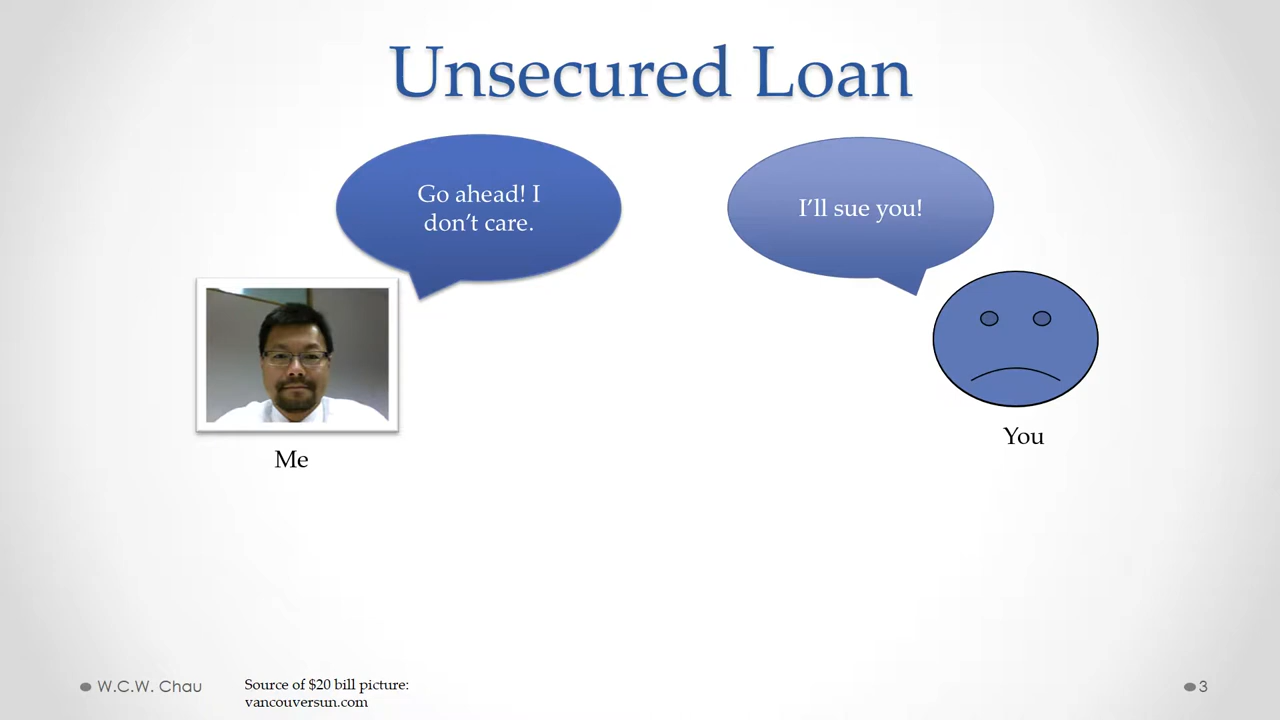 Unsecured Loan
Go ahead! I
don’t care.
I’ll sue you!
Me
You
W.C.W. Chau
Source of $20 bill picture:
vancouversun.com
3